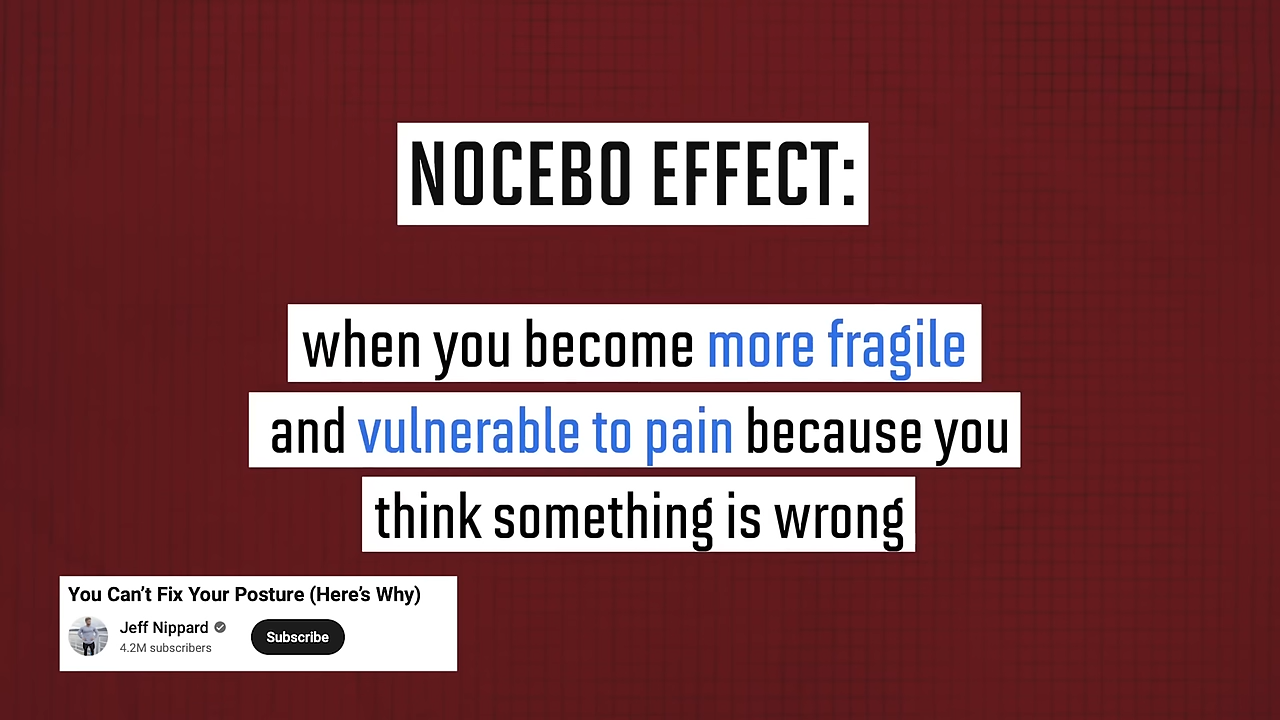 NOCEBO EFFECT:
when you become more fragile
and vulnerable to pain because you
think something is wrong
You Can't Fix Your Posture (Here's Why)
Jeff Nippard
4.2M subscribers
Subscribe